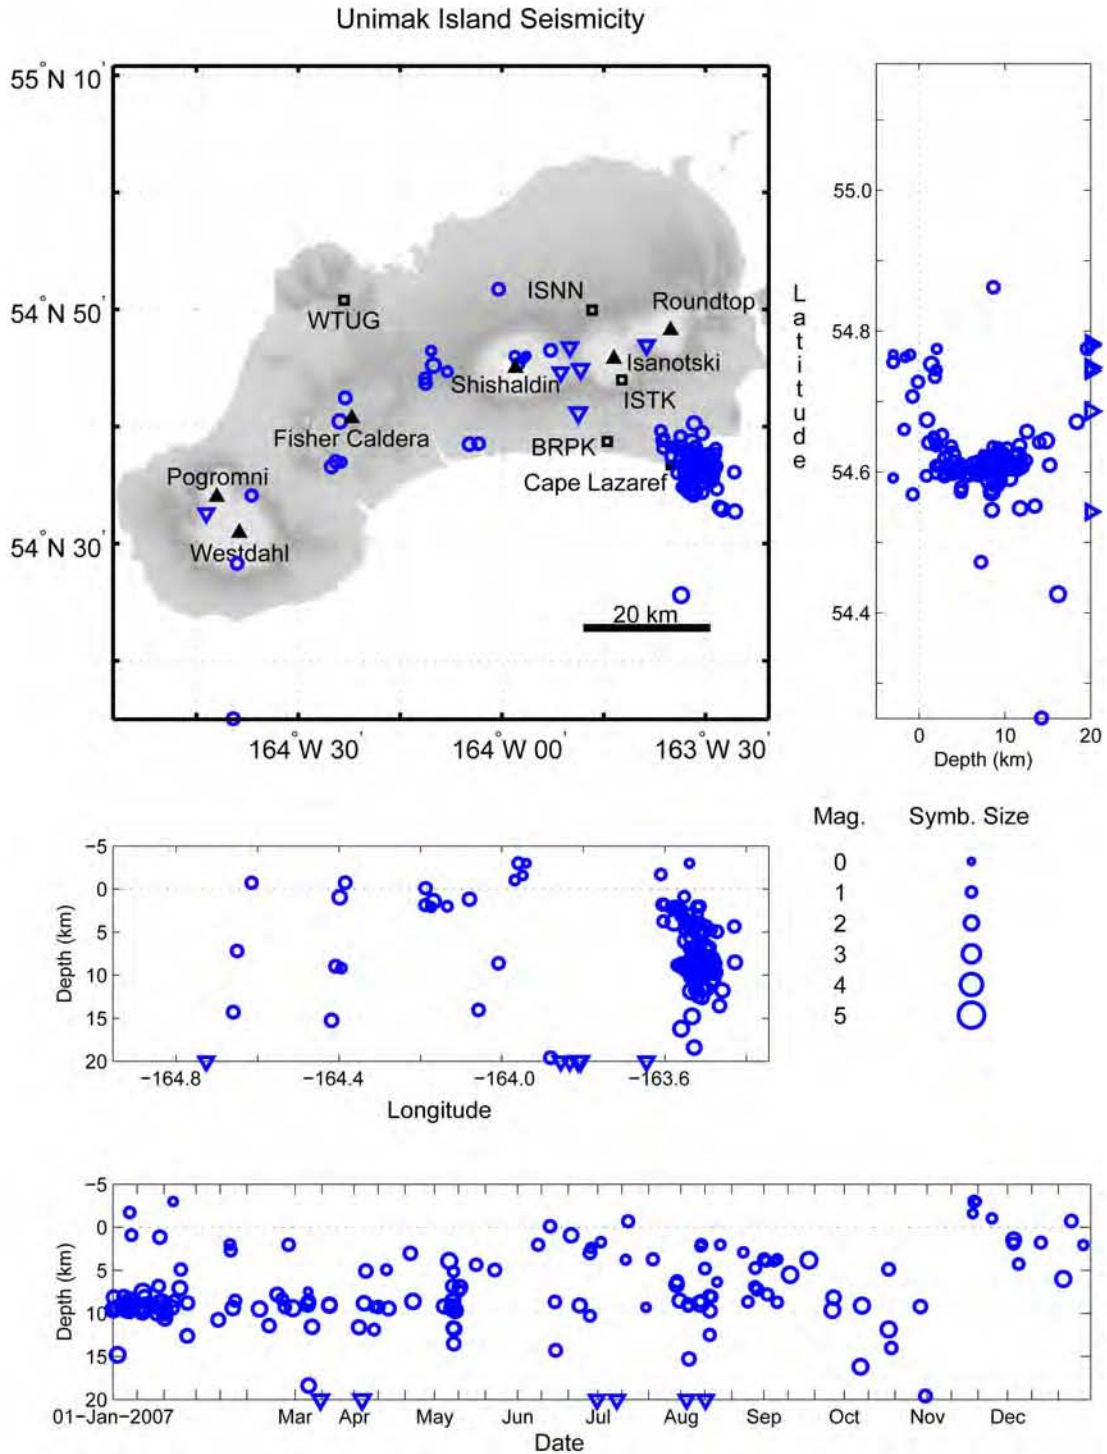 Unimak Island Seismicity
55°N 10'
54°N 50'
54°N 30'
WTUG
ISNN
Roundtop
Isanotski
Shishaldin
ISTK
Fisher Caldera
BRPK
Pogromni
Cape Lazaref
Westdahl
20 km
164°W 30' 164°W 00' 163°W 30'
Latitude
55.0
54.8
54.6
54.4
0 10 20
Depth (km)
Mag. Symb. Size
0
1
2
3
4
5
−5
0
5
10
15
20
Depth (km)
−164.8 −164.4 −164.0 −163.6
Longitude
−5
0
5
10
15
20
Depth (km)
01−Jan−2007 Mar Apr May Jun Jul Aug Sep Oct Nov Dec
Date